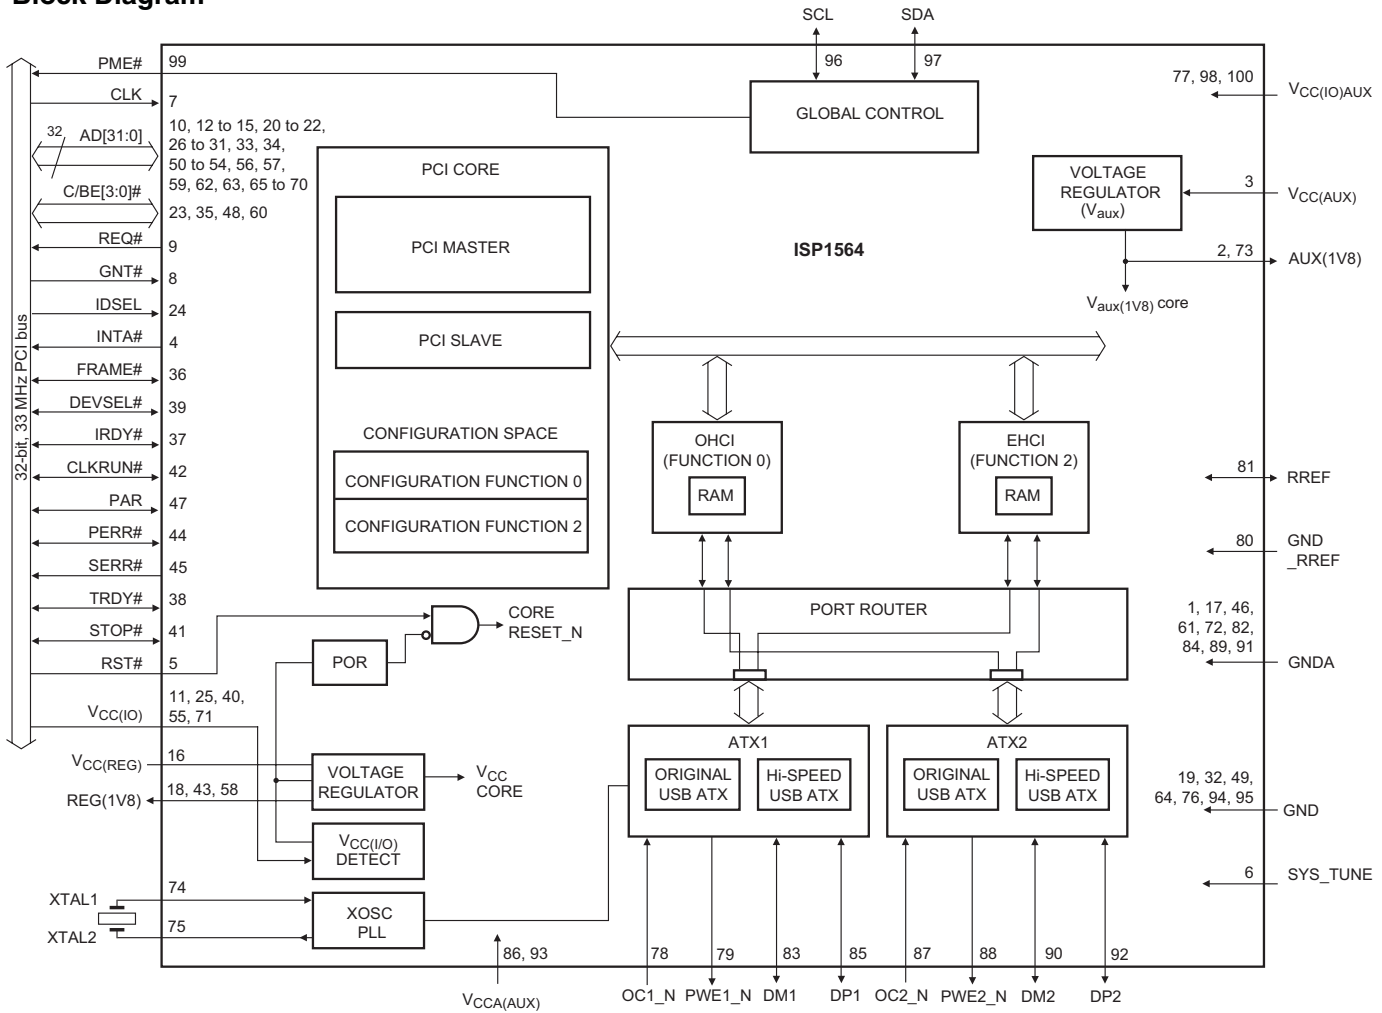 SCL
SDA
96
97
PME#
99
CLK
7
32
AD[31:0]
10, 12 to 15, 20 to 22,
26 to 31, 33, 34,
50 to 54, 56, 57,
59, 62, 63, 65 to 70
C/BE[3:0]#
23, 35, 48, 60
REQ#
9
GNT#
8
IDSEL
24
INTA#
4
FRAME#
36
DEVSEL#
39
IRDY#
37
CLKRUN#
42
PAR
47
PERR#
44
SERR#
45
TRDY#
38
STOP#
41
RST#
5
VCC(IO)
11, 25, 40,
55, 71
VCC(REG)
16
REG(1V8)
18, 43, 58
XTAL1
74
XTAL2
75
32-bit, 33 MHz PCI bus
GLOBAL CONTROL
PCI CORE
PCI MASTER
PCI SLAVE
CONFIGURATION SPACE
CONFIGURATION FUNCTION 0
CONFIGURATION FUNCTION 2
ISP1564
77, 98, 100
VCC(IO)AUX
VOLTAGE
REGULATOR
(Vaux)
3
VCC(AUX)
2, 73
AUX(1V8)
Vaux(1V8) core
OHCI
(FUNCTION 0)
RAM
EHCI
(FUNCTION 2)
RAM
81
RREF
80
GND
_RREF
PORT ROUTER
1, 17, 46,
61, 72, 82,
84, 89, 91
GNDA
CORE
RESET_N
POR
VOLTAGE
REGULATOR
VCC
CORE
VCC(I/O)
DETECT
XOSC
PLL
ATX1
ORIGINAL
USB ATX
Hi-SPEED
USB ATX
ATX2
ORIGINAL
USB ATX
Hi-SPEED
USB ATX
19, 32, 49,
64, 76, 94, 95
GND
6
SYS_TUNE
86, 93
VCCA(AUX)
78
79
83
85
87
88
90
92
OC1_N
PWE1_N
DM1
DP1
OC2_N
PWE2_N
DM2
DP2